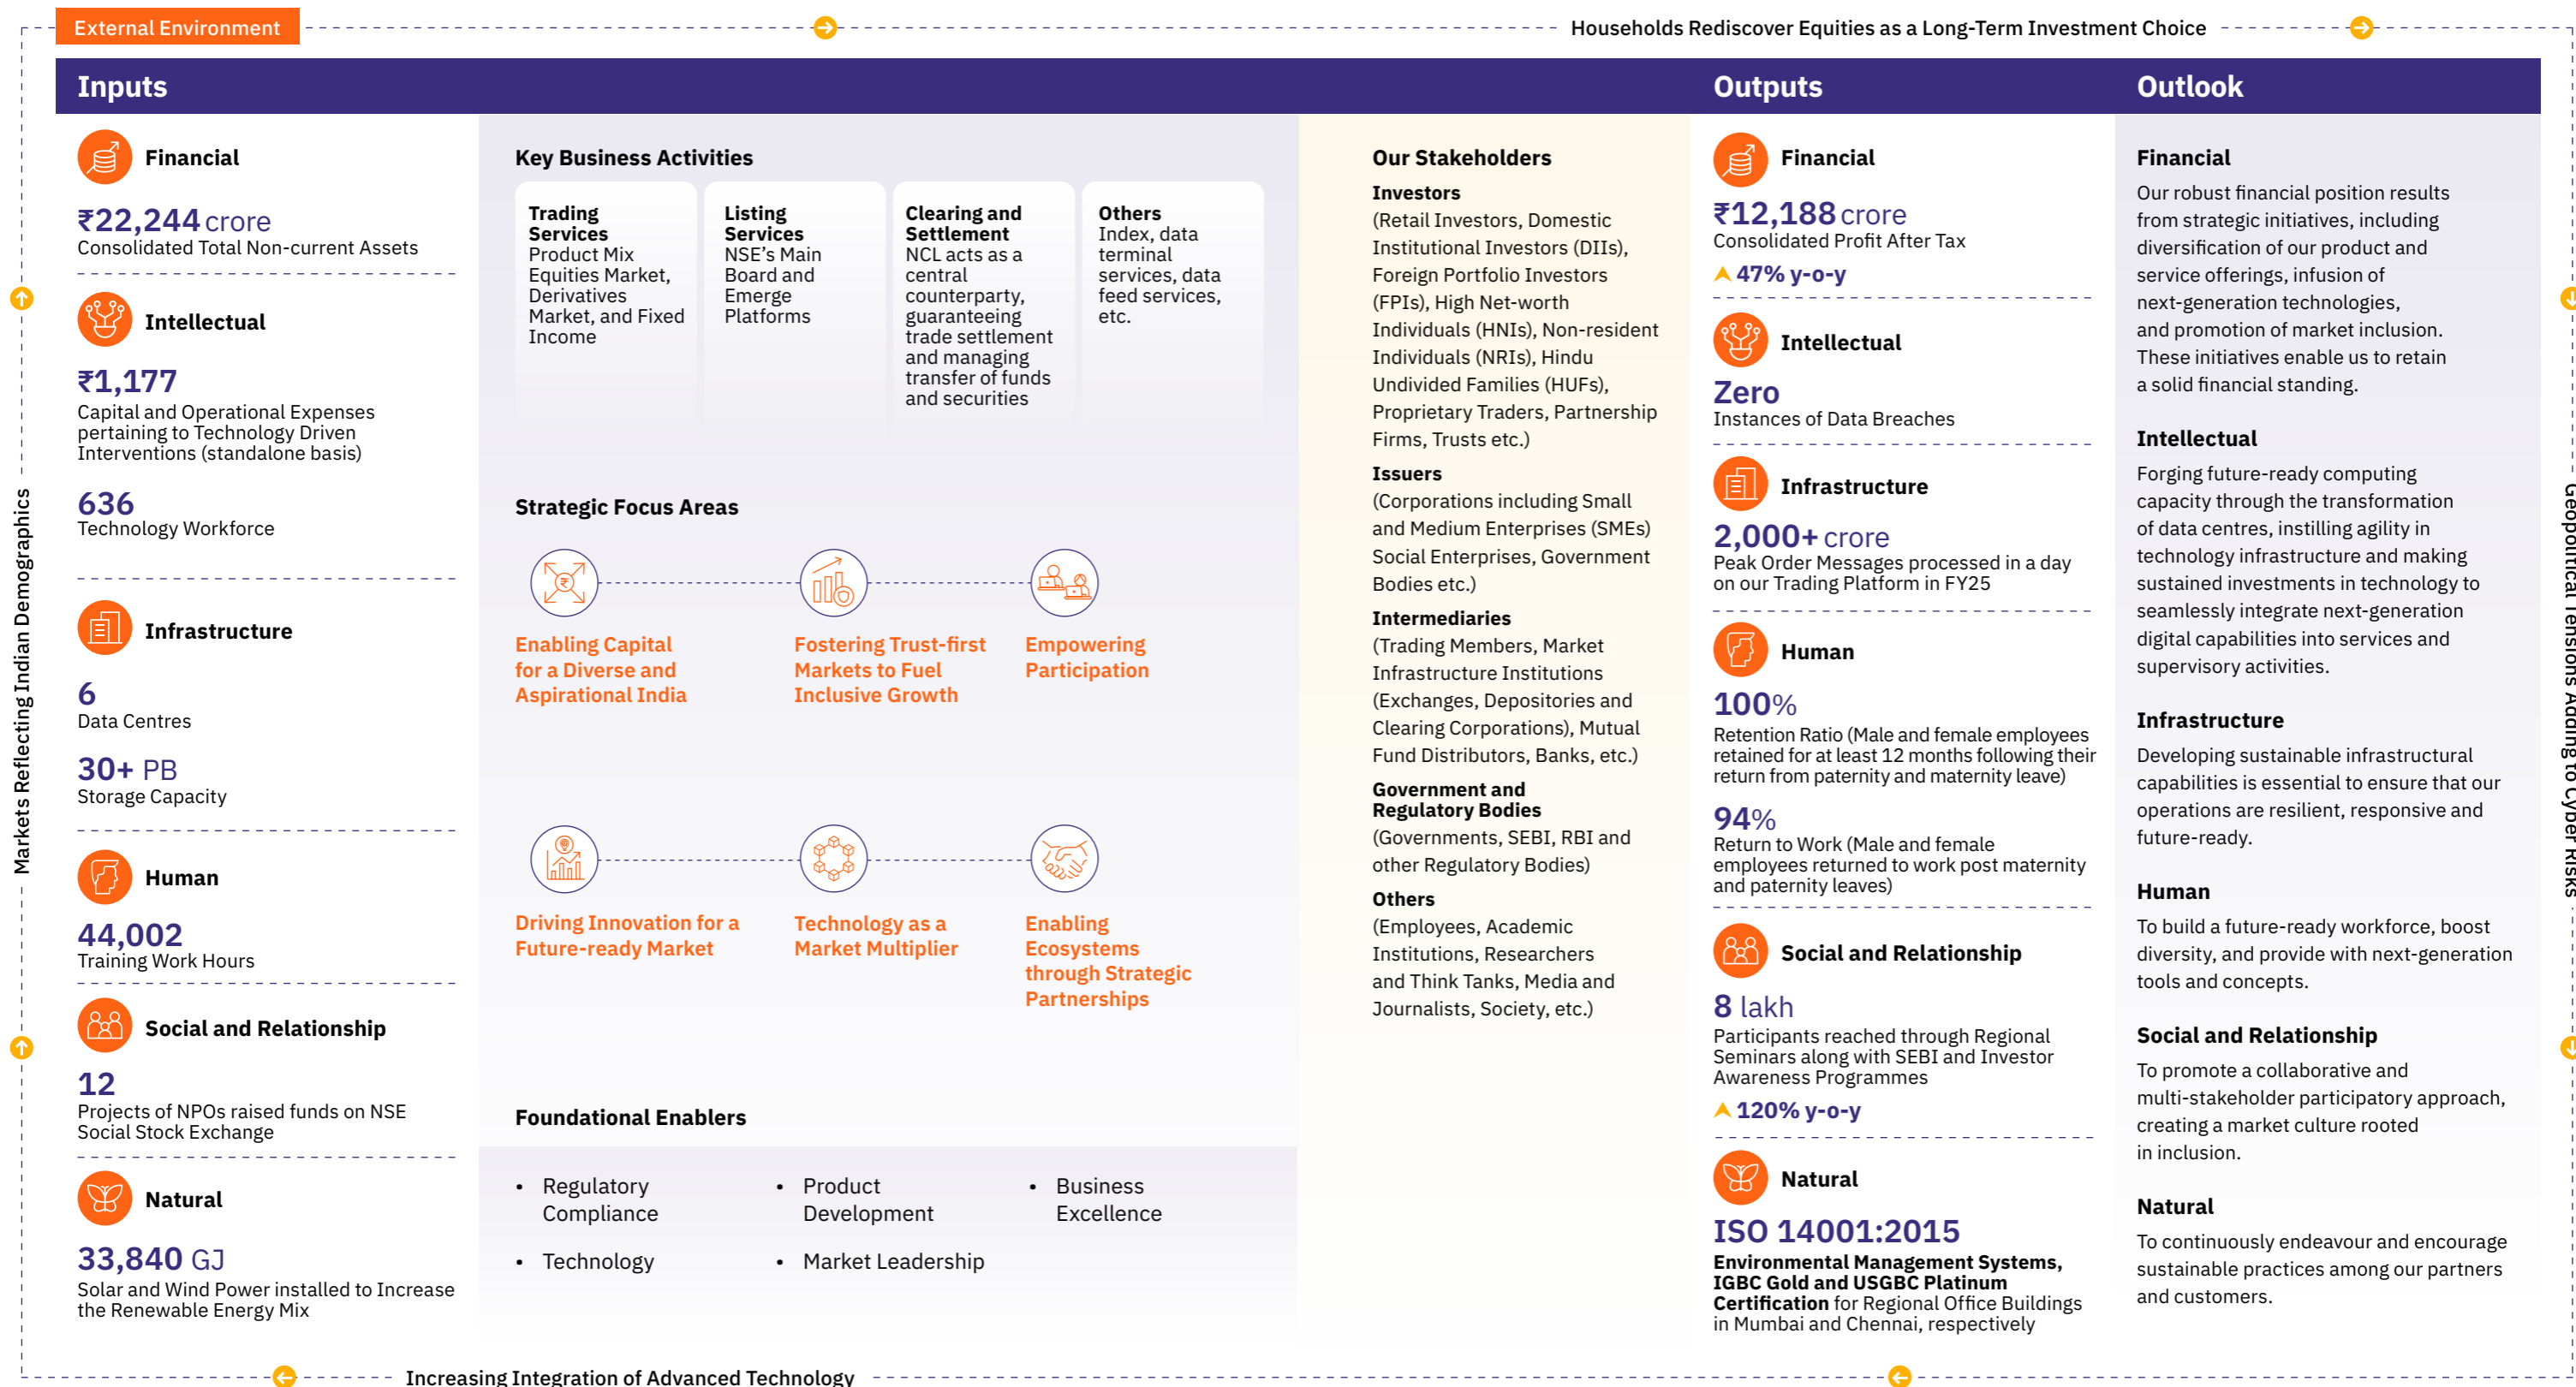 External Environment
Households Rediscover Equities as a Long-Term Investment Choice
Inputs
Financial
₹22,244 crore
Consolidated Total Non-current Assets
Intellectual
₹1,177
Capital and Operational Expenses
pertaining to Technology Driven
Interventions (standalone basis)
636
Technology Workforce
Infrastructure
6
Data Centres
30+ PB
Storage Capacity
Human
44,002
Training Work Hours
Social and Relationship
12
Projects of NPOs raised funds on NSE
Social Stock Exchange
Natural
33,840 GJ
Solar and Wind Power installed to Increase
the Renewable Energy Mix
Key Business Activities
Trading
Services
Product Mix
Equities Market,
Derivatives
Market, and Fixed
Income
Listing
Services
NSE’s Main
Board and
Emerge
Platforms
Clearing and
Settlement
NCL acts as a
central
counterparty,
guaranteeing
trade settlement
and managing
transfer of funds
and securities
Others
Index, data
terminal
services, data
feed services,
etc.
Strategic Focus Areas
Enabling Capital
for a Diverse and
Aspirational India
Fostering Trust-first
Markets to Fuel
Inclusive Growth
Empowering
Participation
Driving Innovation for a
Future-ready Market
Technology as a
Market Multiplier
Enabling
Ecosystems
through Strategic
Partnerships
Foundational Enablers
• Regulatory
Compliance
• Product
Development
• Business
Excellence
• Technology
• Market Leadership
Our Stakeholders
Investors
(Retail Investors, Domestic
Institutional Investors (DIIs),
Foreign Portfolio Investors
(FPIs), High Net-worth
Individuals (HNIs), Non-resident
Individuals (NRIs), Hindu
Undivided Families (HUFs),
Proprietary Traders, Partnership
Firms, Trusts etc.)
Issuers
(Corporations including Small
and Medium Enterprises (SMEs)
Social Enterprises, Government
Bodies etc.)
Intermediaries
(Trading Members, Market
Infrastructure Institutions
(Exchanges, Depositories and
Clearing Corporations), Mutual
Fund Distributors, Banks, etc.)
Government and
Regulatory Bodies
(Governments, SEBI, RBI and
other Regulatory Bodies)
Others
(Employees, Academic
Institutions, Researchers
and Think Tanks, Media and
Journalists, Society, etc.)
Outputs
Financial
₹12,188 crore
Consolidated Profit After Tax
47% y-o-y
Intellectual
Zero
Instances of Data Breaches
Infrastructure
2,000+ crore
Peak Order Messages processed in a day
on our Trading Platform in FY25
Human
100%
Retention Ratio (Male and female employees
retained for at least 12 months following their
return from paternity and maternity leave)
94%
Return to Work (Male and female
employees returned to work post maternity
and paternity leaves)
Social and Relationship
8 lakh
Participants reached through Regional
Seminars along with SEBI and Investor
Awareness Programmes
120% y-o-y
Natural
ISO 14001:2015
Environmental Management Systems,
IGBC Gold and USGBC Platinum
Certification for Regional Office Buildings
in Mumbai and Chennai, respectively
Outlook
Financial
Our robust financial position results
from strategic initiatives, including
diversification of our product and
service offerings, infusion of
next-generation technologies,
and promotion of market inclusion.
These initiatives enable us to retain
a solid financial standing.
Intellectual
Forging future-ready computing
capacity through the transformation
of data centres, instilling agility in
technology infrastructure and making
sustained investments in technology to
seamlessly integrate next-generation
digital capabilities into services and
supervisory activities.
Infrastructure
Developing sustainable infrastructural
capabilities is essential to ensure that our
operations are resilient, responsive and
future-ready.
Human
To build a future-ready workforce, boost
diversity, and provide with next-generation
tools and concepts.
Social and Relationship
To promote a collaborative and
multi-stakeholder participatory approach,
creating a market culture rooted
in inclusion.
Natural
To continuously endeavour and encourage
sustainable practices among our partners
and customers.
Geopolitical Tensions Adding to Cyber Risks
Increasing Integration of Advanced Technology
Markets Reflecting Indian Demographics